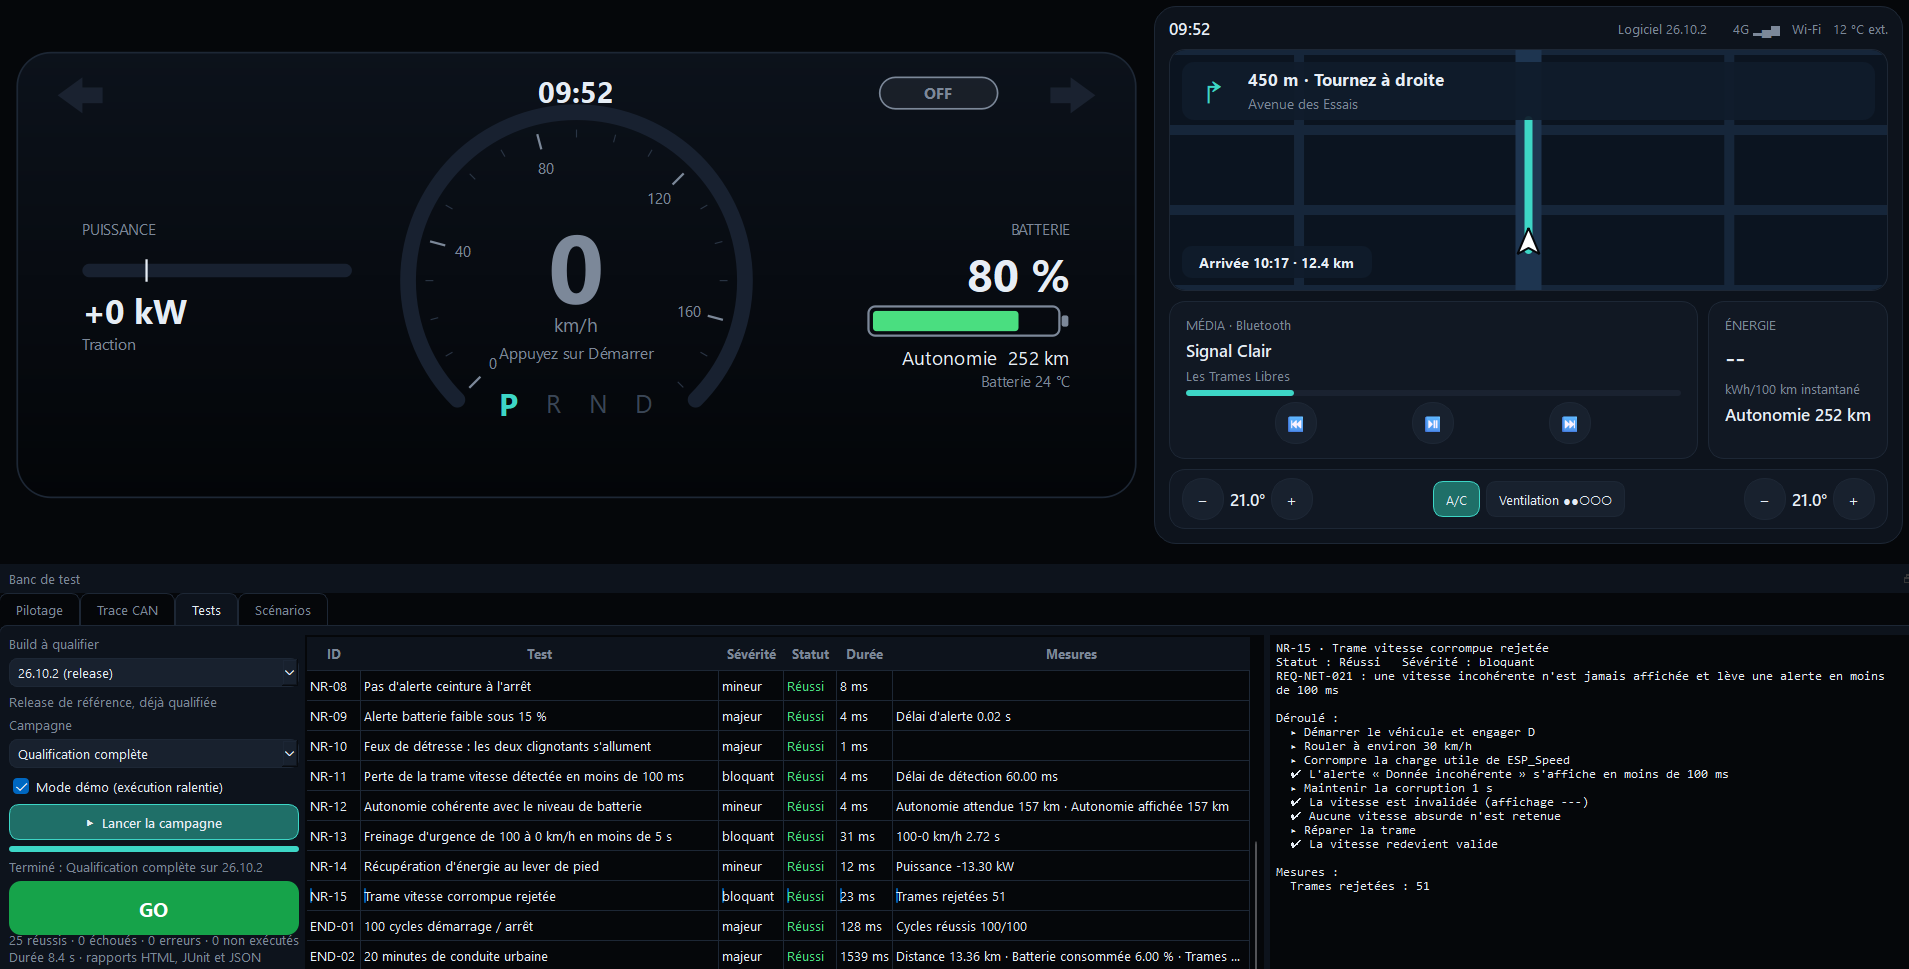 09:52
OFF
PUISSANCE
+0 kW
Traction
0
40
80
120
160
0
km/h
Appuyez sur Démarrer
P R N D
BATTERIE
80 %
Autonomie 252 km
Batterie 24 °C
09:52
Logiciel 26.10.2 4G Wi-Fi 12 °C ext.
450 m · Tournez à droite
Avenue des Essais
Arrivée 10:17 · 12.4 km
MÉDIA · Bluetooth
Signal Clair
Les Trames Libres
ÉNERGIE
--
kWh/100 km instantané
Autonomie 252 km
− 21.0° + A/C Ventilation ●●○○○ − 21.0° +
Banc de test
Pilotage Trace CAN Tests Scénarios
Build à qualifier
26.10.2 (release)
Release de référence, déjà qualifiée
Campagne
Qualification complète
Mode démo (exécution ralentie)
▸ Lancer la campagne
Terminé : Qualification complète sur 26.10.2
GO
25 réussis · 0 échoués · 0 erreurs · 0 non exécutés
Durée 8.4 s · rapports HTML, JUnit et JSON
ID Test Sévérité Statut Durée Mesures
NR-08 Pas d'alerte ceinture à l'arrêt mineur Réussi 8 ms
NR-09 Alerte batterie faible sous 15 % majeur Réussi 4 ms Délai d'alerte 0.02 s
NR-10 Feux de détresse : les deux clignotants s'allument majeur Réussi 1 ms
NR-11 Perte de la trame vitesse détectée en moins de 100 ms bloquant Réussi 4 ms Délai de détection 60.00 ms
NR-12 Autonomie cohérente avec le niveau de batterie mineur Réussi 4 ms Autonomie attendue 157 km · Autonomie affichée 157 km
NR-13 Freinage d'urgence de 100 à 0 km/h en moins de 5 s bloquant Réussi 31 ms 100-0 km/h 2.72 s
NR-14 Récupération d'énergie au lever de pied mineur Réussi 12 ms Puissance -13.30 kW
NR-15 Trame vitesse corrompue rejetée bloquant Réussi 23 ms Trames rejetées 51
END-01 100 cycles démarrage / arrêt majeur Réussi 128 ms Cycles réussis 100/100
END-02 20 minutes de conduite urbaine majeur Réussi 1539 ms Distance 13.36 km · Batterie consommée 6.00 % · Trames ...
NR-15 · Trame vitesse corrompue rejetée
Statut : Réussi Sévérité : bloquant
REQ-NET-021 : une vitesse incohérente n'est jamais affichée et lève une alerte en moins
de 100 ms
Déroulé :
▸ Démarrer le véhicule et engager D
▸ Rouler à environ 30 km/h
▸ Corrompre la charge utile de ESP_Speed
✔ L'alerte « Donnée incohérente » s'affiche en moins de 100 ms
▸ Maintenir la corruption 1 s
✔ La vitesse est invalidée (affichage ---)
✔ Aucune vitesse absurde n'est retenue
▸ Réparer la trame
✔ La vitesse redevient valide
Mesures :
Trames rejetées : 51